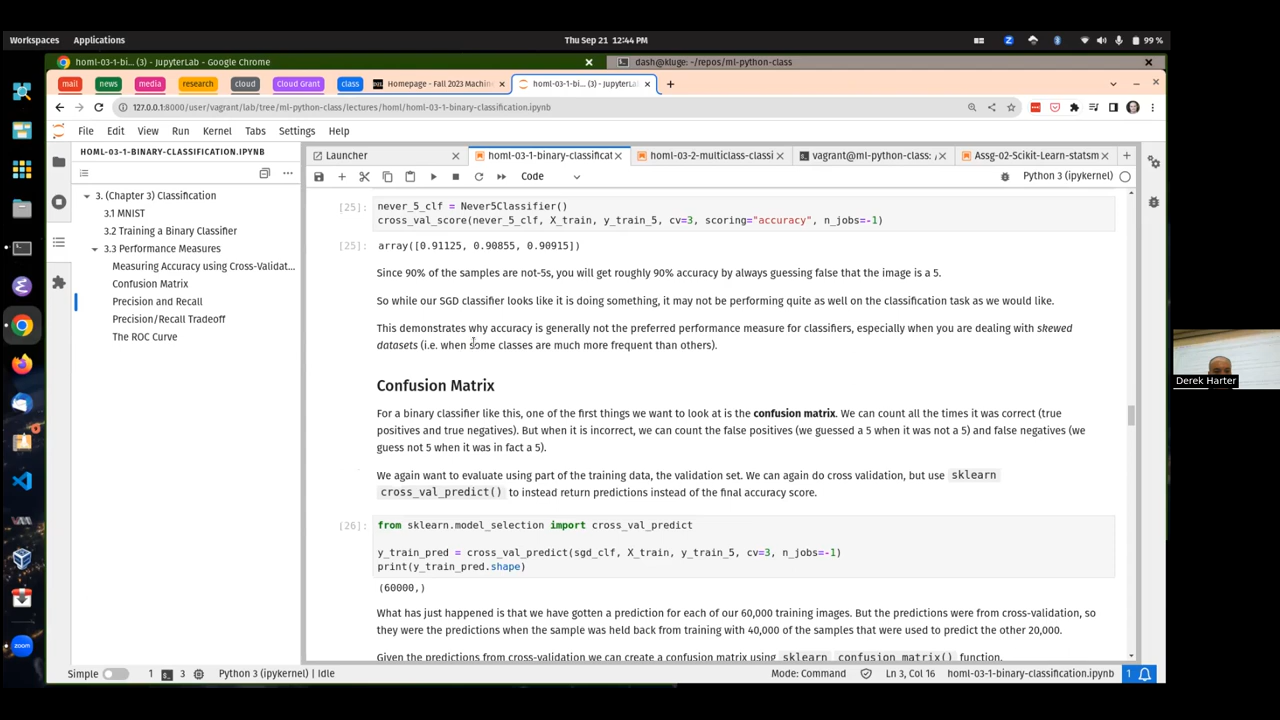 Workspaces Applications Thu Sep 21 12:44 PM 99 %
homl-03-1-bi... (3) - JupyterLab - Google Chrome dash@kluge: ~/repos/ml-python-class
mail news media research cloud Cloud Grant class Homepage - Fall 2023 Machin homl-03-1-bi... (3) - JupyterLa
127.0.0.1:8000/user/vagrant/lab/tree/ml-python-class/lectures/homl/homl-03-1-binary-classification.ipynb
File Edit View Run Kernel Tabs Settings Help
HOML-03-1-BINARY-CLASSIFICATION.IPYNB
Launcher homl-03-1-binary-classificat homl-03-2-multiclass-classi vagrant@ml-python-class: / Assg-02-Scikit-Learn-statsm
Code Python 3 (ipykernel)
3. (Chapter 3) Classification
3.1 MNIST
3.2 Training a Binary Classifier
3.3 Performance Measures
Measuring Accuracy using Cross-Validat...
Confusion Matrix
Precision and Recall
Precision/Recall Tradeoff
The ROC Curve
[25]: never_5_clf = Never5Classifier()
cross_val_score(never_5_clf, X_train, y_train_5, cv=3, scoring="accuracy", n_jobs=-1)
[25]: array([0.91125, 0.90855, 0.90915])
Since 90% of the samples are not-5s, you will get roughly 90% accuracy by always guessing false that the image is a 5.
So while our SGD classifier looks like it is doing something, it may not be performing quite as well on the classification task as we would like.
This demonstrates why accuracy is generally not the preferred performance measure for classifiers, especially when you are dealing with skewed
datasets (i.e. when some classes are much more frequent than others).
Confusion Matrix
For a binary classifier like this, one of the first things we want to look at is the confusion matrix. We can count all the times it was correct (true
positives and true negatives). But when it is incorrect, we can count the false positives (we guessed a 5 when it was not a 5) and false negatives (we
guess not 5 when it was in fact a 5).
We again want to evaluate using part of the training data, the validation set. We can again do cross validation, but use sklearn
cross_val_predict() to instead return predictions instead of the final accuracy score.
[26]: from sklearn.model_selection import cross_val_predict
y_train_pred = cross_val_predict(sgd_clf, X_train, y_train_5, cv=3, n_jobs=-1)
print(y_train_pred.shape)
(60000,)
What has just happened is that we have gotten a prediction for each of our 60,000 training images. But the predictions were from cross-validation, so
they were the predictions when the sample was held back from training with 40,000 of the samples that were used to predict the other 20,000.
Given the predictions from cross-validation we can create a confusion matrix using sklearn confusion_matrix() function.
Simple 1 3 Python 3 (ipykernel) | Idle Mode: Command Ln 3, Col 16 homl-03-1-binary-classification.ipynb 1
zoom
Derek Harter